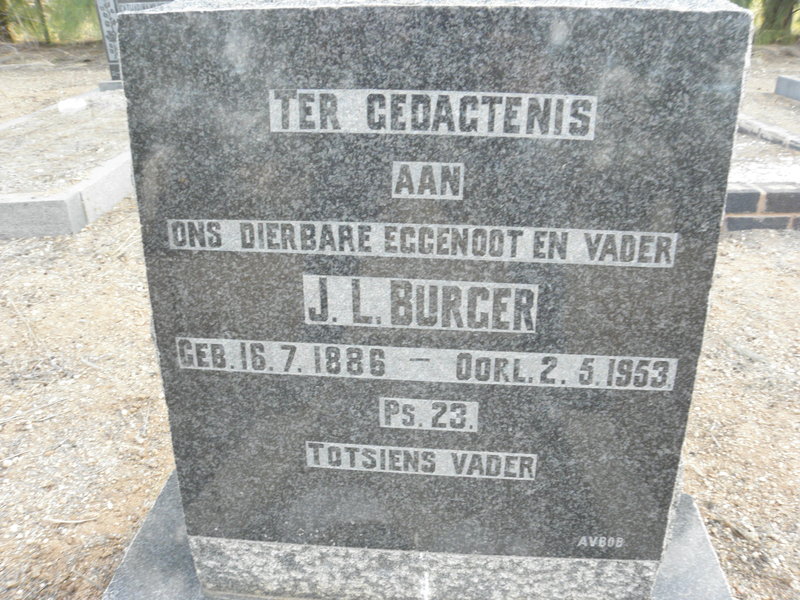 TER GEDAGTENIS
AAN
ONS DIERBARE EGGENOOT EN VADER
J. L. BURGER
GEB. 16. 7. 1886 — OORL. 2. 5. 1953.
PS. 23.
TOTSIENS VADER
AVBOB